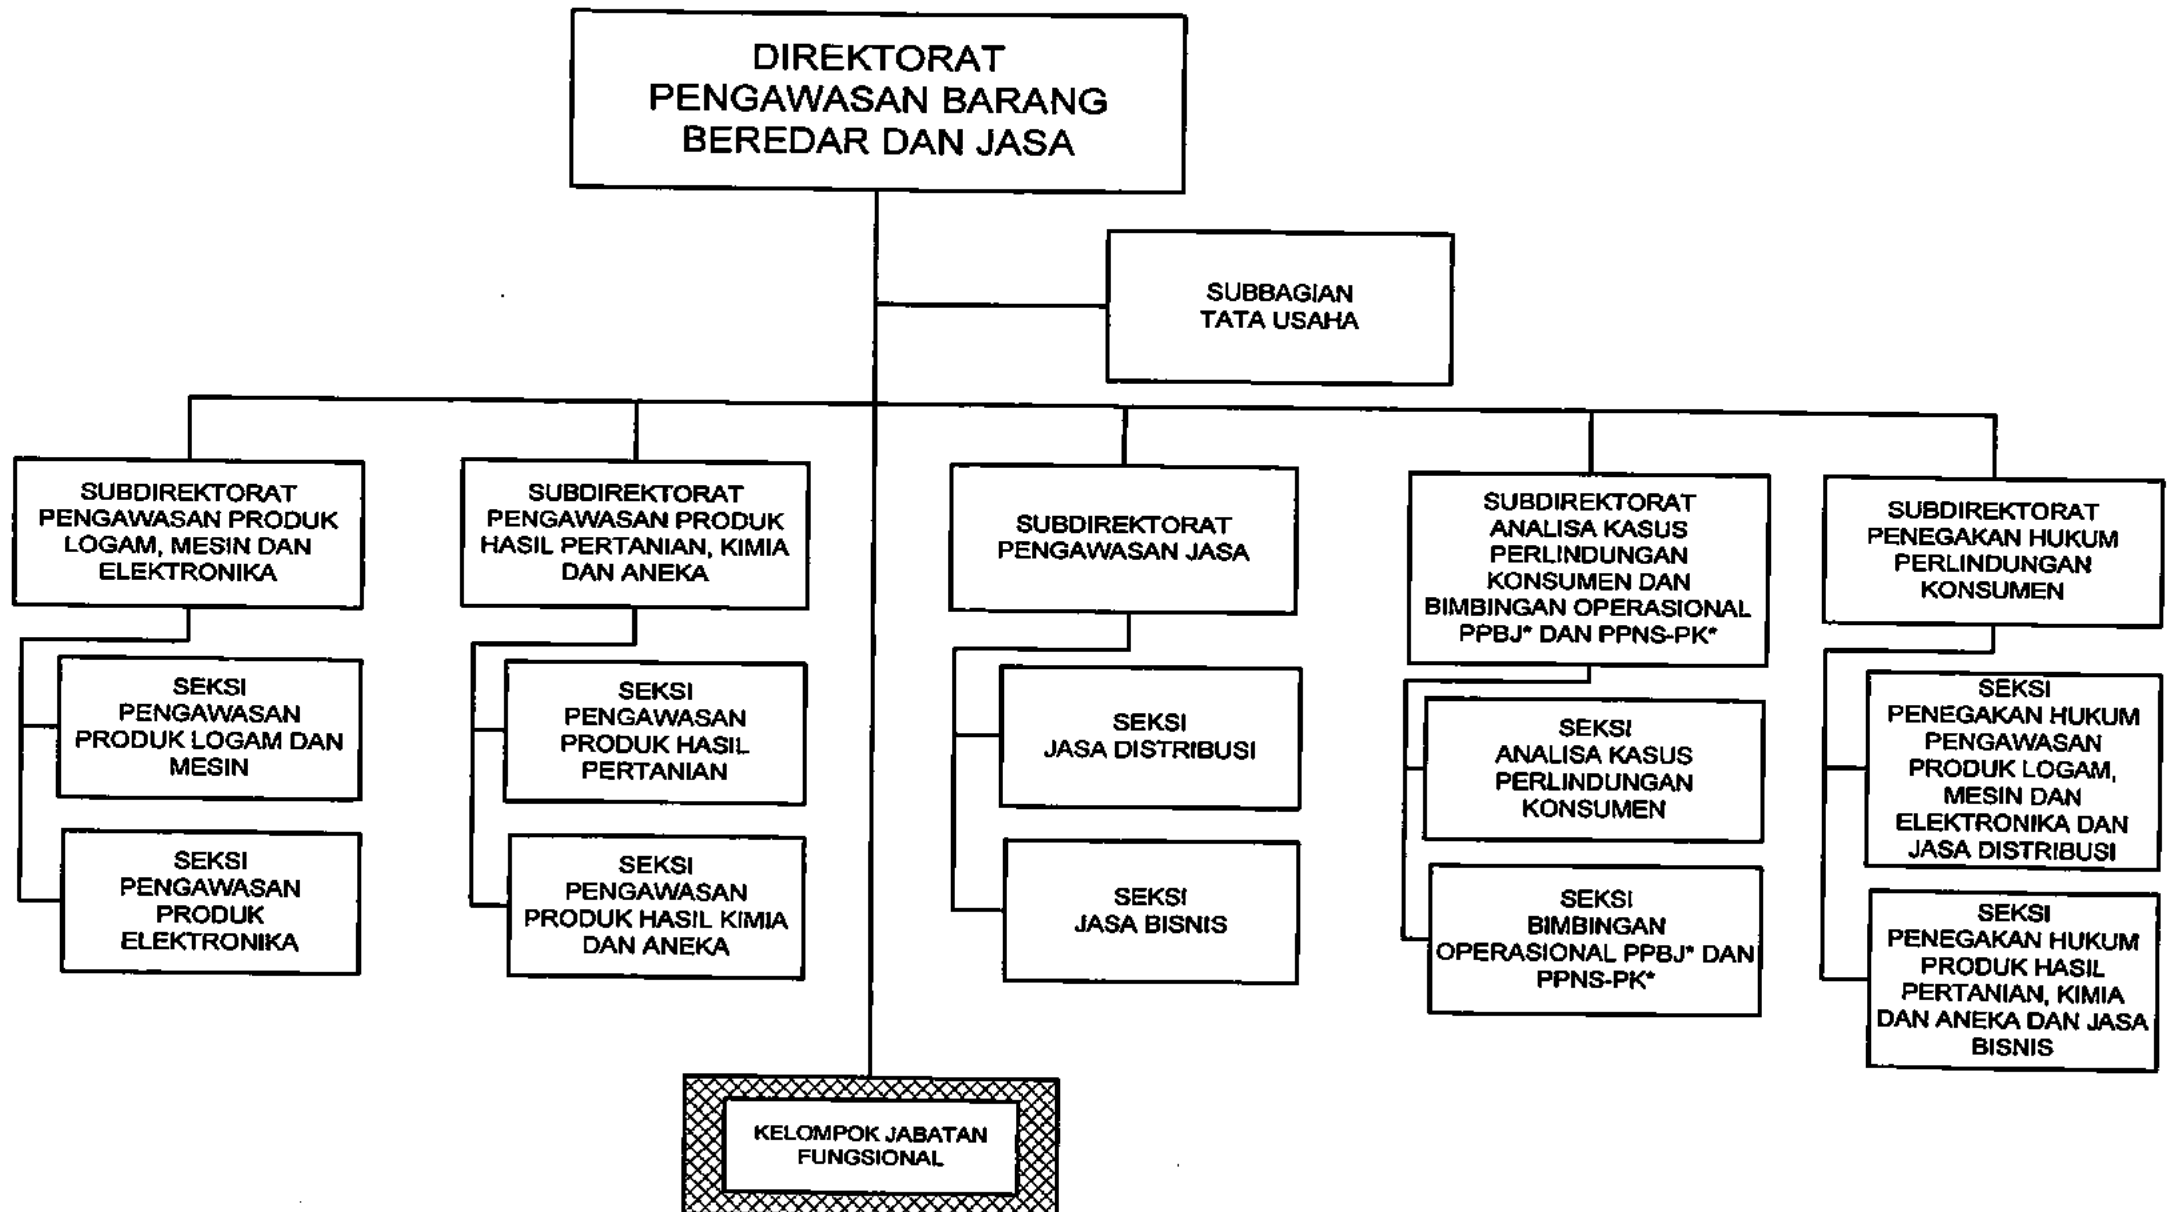 DIREKTORAT
PENGAWASAN BARANG
BEREDAR DAN JASA
SUBBAGIAN
TATA USAHA
SUBDIREKTORAT
PENGAWASAN PRODUK
LOGAM, MESIN DAN
ELEKTRONIKA
SEKSI
PENGAWASAN
PRODUK LOGAM DAN
MESIN
SEKSI
PENGAWASAN
PRODUK
ELEKTRONIKA
SUBDIREKTORAT
PENGAWASAN PRODUK
HASIL PERTANIAN, KIMIA
DAN ANEKA
SEKSI
PENGAWASAN
PRODUK HASIL
PERTANIAN
SEKSI
PENGAWASAN
PRODUK HASIL KIMIA
DAN ANEKA
SUBDIREKTORAT
PENGAWASAN JASA
SEKSI
JASA DISTRIBUSI
SEKSI
JASA BISNIS
SUBDIREKTORAT
ANALISA KASUS
PERLINDUNGAN
KONSUMEN DAN
BIMBINGAN OPERASIONAL
PPBJ* DAN PPNS-PK*
SEKSI
ANALISA KASUS
PERLINDUNGAN
KONSUMEN
SEKSI
BIMBINGAN
OPERASIONAL PPBJ* DAN
PPNS-PK*
SUBDIREKTORAT
PENEGAKAN HUKUM
PERLINDUNGAN
KONSUMEN
SEKSI
PENEGAKAN HUKUM
PENGAWASAN
PRODUK LOGAM,
MESIN DAN
ELEKTRONIKA DAN
JASA DISTRIBUSI
SEKSI
PENEGAKAN HUKUM
PRODUK HASIL
PERTANIAN, KIMIA
DAN ANEKA DAN JASA
BISNIS
KELOMPOK JABATAN
FUNGSIONAL